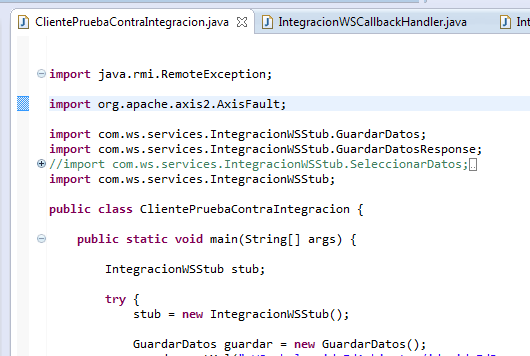 ClientePruebaContraIntegracion.java
IntegracionWSCallbackHandler.java
Int
import java.rmi.RemoteException;
import org.apache.axis2.AxisFault;
import com.ws.services.IntegracionWSStub.GuardarDatos;
import com.ws.services.IntegracionWSStub.GuardarDatosResponse;
//import com.ws.services.IntegracionWSStub.SeleccionarDatos;
import com.ws.services.IntegracionWSStub;
public class ClientePruebaContraIntegracion {
public static void main(String[] args) {
IntegracionWSStub stub;
try {
stub = new IntegracionWSStub();
GuardarDatos guardar = new GuardarDatos();